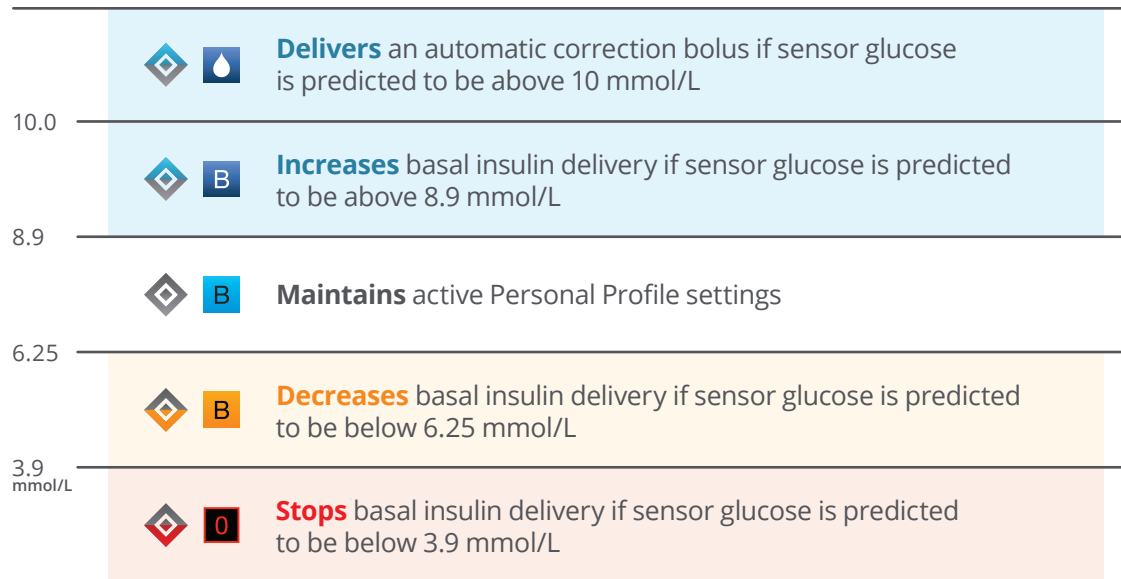 Delivers an automatic correction bolus if sensor glucose
is predicted to be above 10 mmol/L
10.0
B
Increases basal insulin delivery if sensor glucose is predicted
to be above 8.9 mmol/L
8.9
B
Maintains active Personal Profile settings
6.25
B
Decreases basal insulin delivery if sensor glucose is predicted
to be below 6.25 mmol/L
3.9
mmol/L
0
Stops basal insulin delivery if sensor glucose is predicted
to be below 3.9 mmol/L